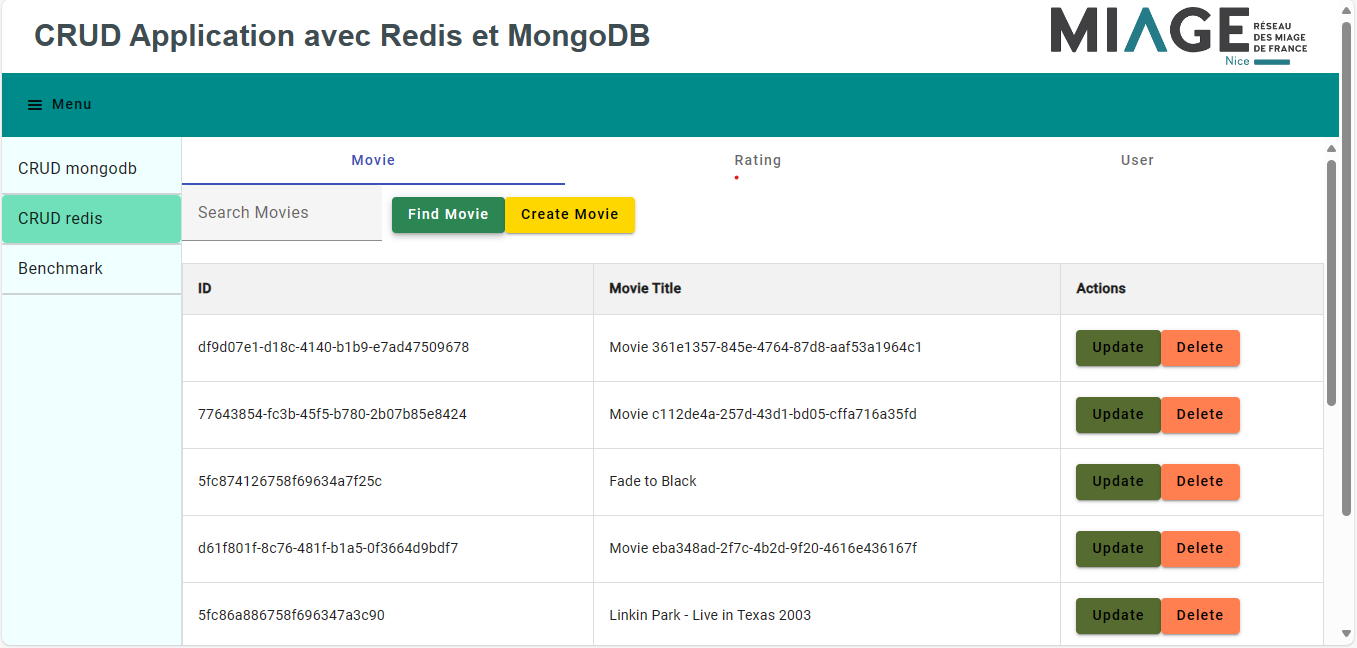 CRUD Application avec Redis et MongoDB
MIAGE
RÉSEAU
DES MIAGE
DE FRANCE
Nice
Menu
CRUD mongodb
CRUD redis
Benchmark
Movie Rating User
Search Movies Find Movie Create Movie
ID Movie Title Actions
df9d07e1-d18c-4140-b1b9-e7ad47509678 Movie 361e1357-845e-4764-87d8-aaf53a1964c1 Update Delete
77643854-fc3b-45f5-b780-2b07b85e8424 Movie c112de4a-257d-43d1-bd05-cffa716a35fd Update Delete
5fc874126758f69634a7f25c Fade to Black Update Delete
d61f801f-8c76-481f-b1a5-0f3664d9bdf7 Movie eba348ad-2f7c-4b2d-9f20-4616e436167f Update Delete
5fc86a886758f696347a3c90 Linkin Park - Live in Texas 2003 Update Delete